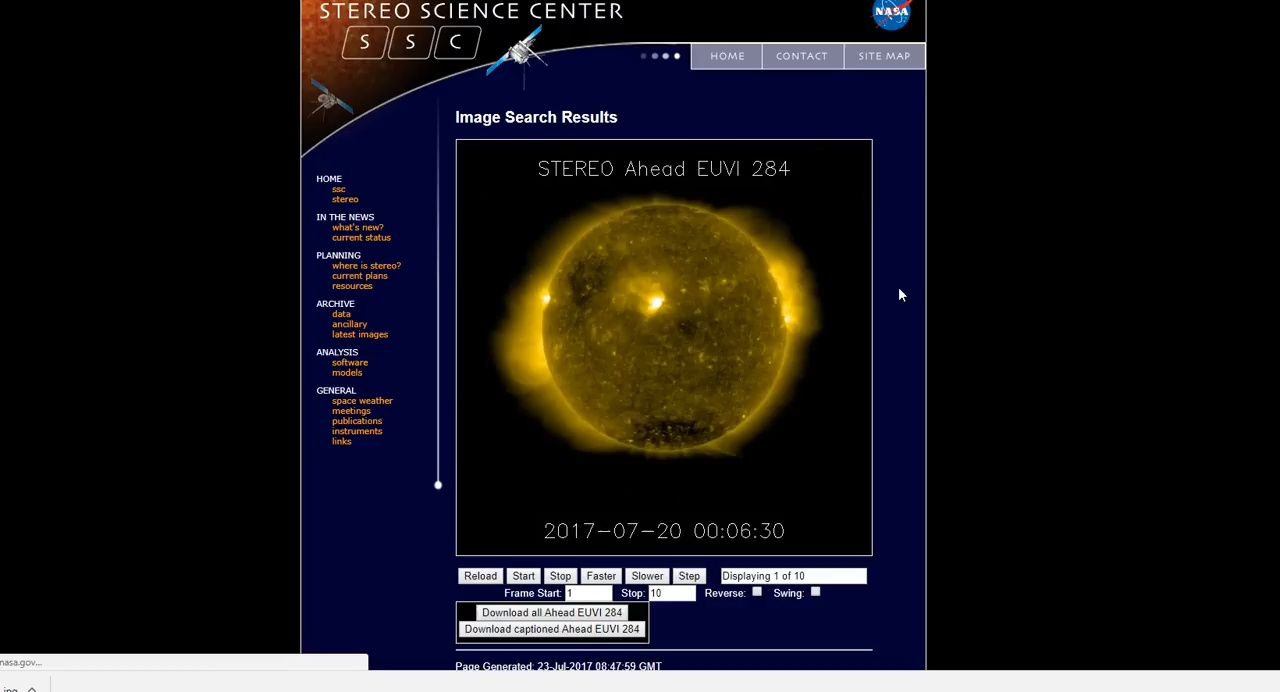 STEREO SCIENCE CENTER
S S C
NASA
HOME CONTACT SITE MAP
Image Search Results
STEREO Ahead EUVI 284
2017-07-20 00:06:30
HOME
ssc
stereo
IN THE NEWS
what's new?
current status
PLANNING
where is stereo?
current plans
resources
ARCHIVE
data
ancillary
latest images
ANALYSIS
software
models
GENERAL
space weather
meetings
publications
instruments
links
Reload Start Stop Faster Slower Step Displaying 1 of 10
Frame Start: 1 Stop: 10 Reverse: Swing:
Download all Ahead EUVI 284
Download captioned Ahead EUVI 284
Page Generated: 23-Jul-2017 08:47:59 GMT
nasa.gov...